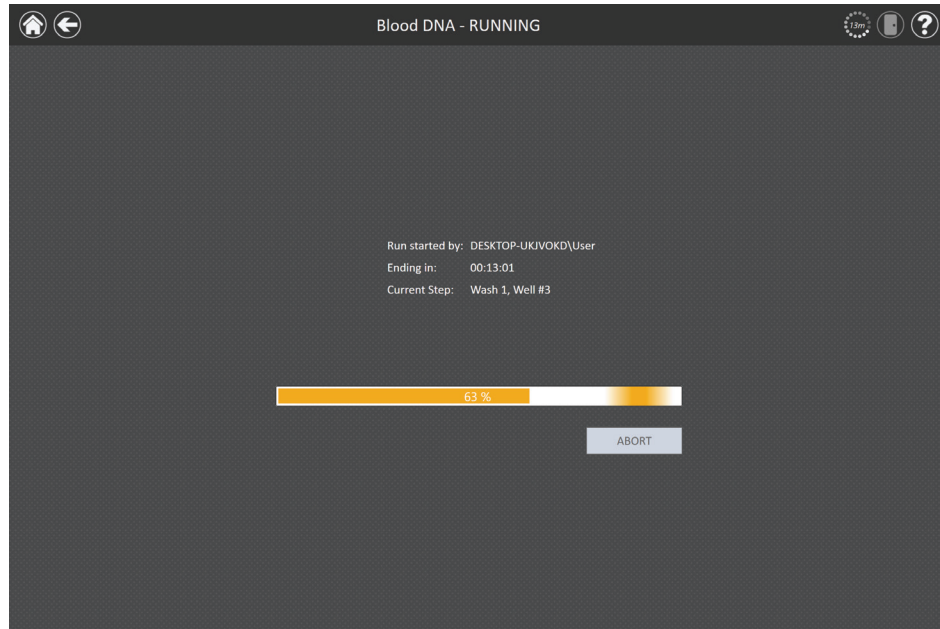 Blood DNA - RUNNING
13m
?
Run started by: DESKTOP-UKJVOKD\User
Ending in: 00:13:01
Current Step: Wash 1, Well #3
63 %
ABORT